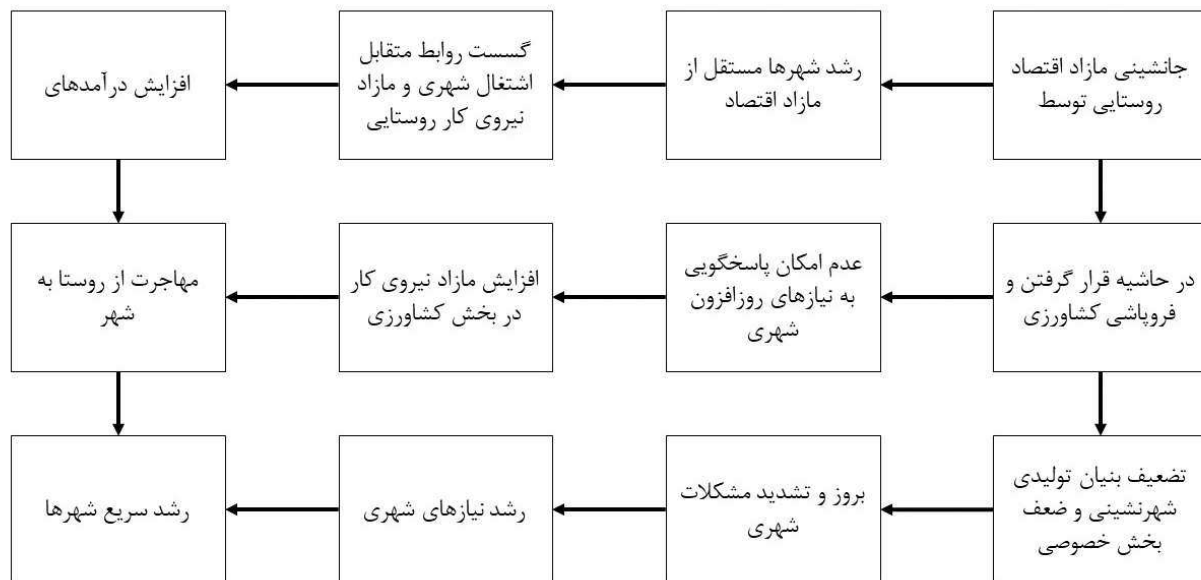 جانشینی مازاد اقتصاد
روستایی توسط
رشد شهرها مستقل از
مازاد اقتصاد
گسست روابط متقابل
اشتغال شهری و مازاد
نیروی کار روستایی
افزایش درآمدهای
در حاشیه قرار گرفتن و
فروپاشی کشاورزی
عدم امکان پاسخگویی
به نیازهای روزافزون
شهری
افزایش مازاد نیروی کار
در بخش کشاورزی
مهاجرت از روستا به
شهر
تضعیف بنیان تولیدی
شهرنشینی و ضعف
بخش خصوصی
بروز و تشدید مشکلات
شهری
رشد نیازهای شهری
رشد سریع شهرها